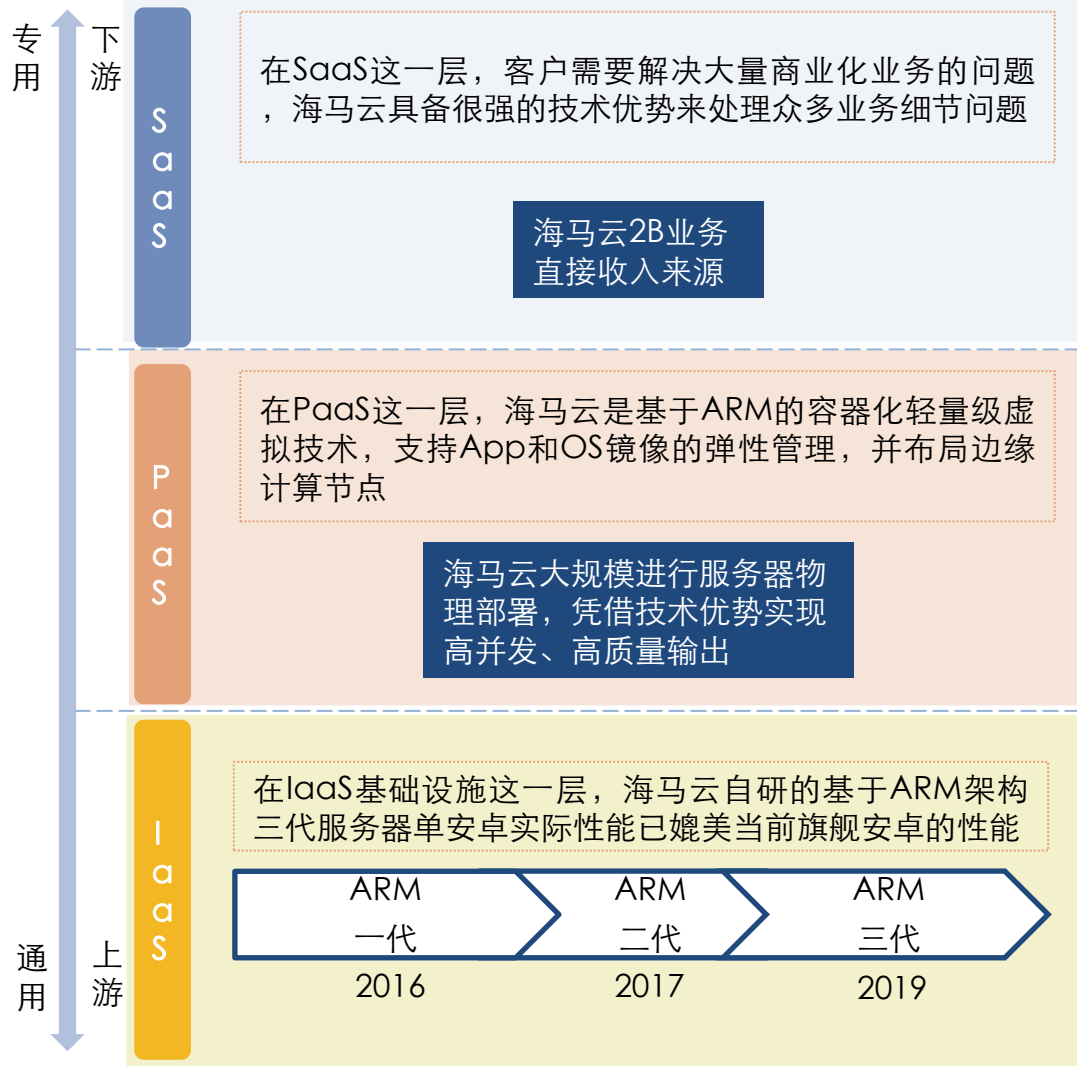 专用
下游
SaaS
在SaaS这一层，客户需要解决大量商业化业务的问题
，海马云具备很强的技术优势来处理众多业务细节问题
海马云2B业务
直接收入来源
PaaS
在PaaS这一层，海马云是基于ARM的容器化轻量级虚
拟技术，支持App和OS镜像的弹性管理，并布局边缘
计算节点
海马云大规模进行服务器物
理部署，凭借技术优势实现
高并发、高质量输出
IaaS
在IaaS基础设施这一层，海马云自研的基于ARM架构
三代服务器单安卓实际性能已媲美当前旗舰安卓的性能
ARM
一代
ARM
二代
ARM
三代
2016
2017
2019
通用
上游